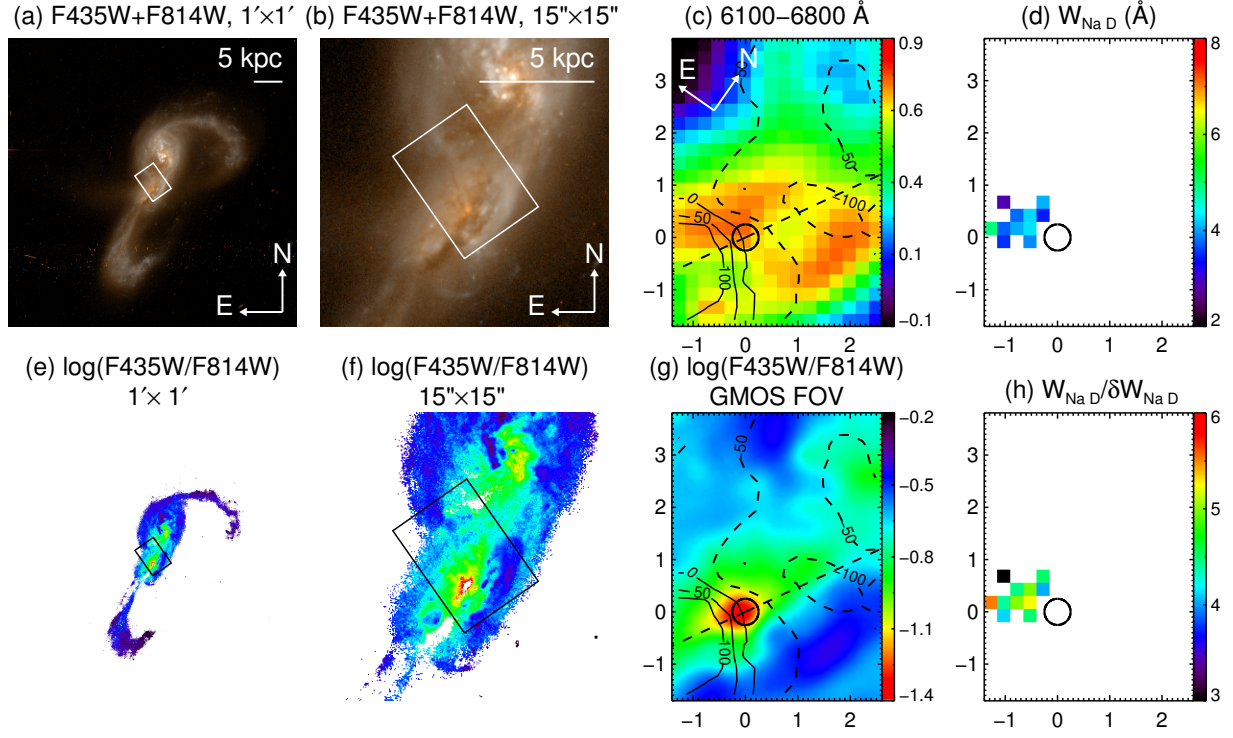 (a) F435W+F814W, 1′×1′
(b) F435W+F814W, 15"×15"
(c) 6100−6800 Å
(d) W Na D (Å)
5 kpc
5 kpc
N
E
N
E
E
N
3
2
1
0
−1
−1 0 1 2
0.9
0.6
0.4
0.1
−0.1
−50
−50
0
−50
−100
−100
3
2
1
0
−1
−1 0 1 2
8
6
4
2
(e) log(F435W/F814W)
1′× 1′
(f) log(F435W/F814W)
15"×15"
(g) log(F435W/F814W)
GMOS FOV
(h) W Na D/δW Na D
3
2
1
0
−1
−1 0 1 2
−0.2
−0.5
−0.8
−1.1
−1.4
−50
−50
0
−50
−100
−100
3
2
1
0
−1
−1 0 1 2
6
5
4
3